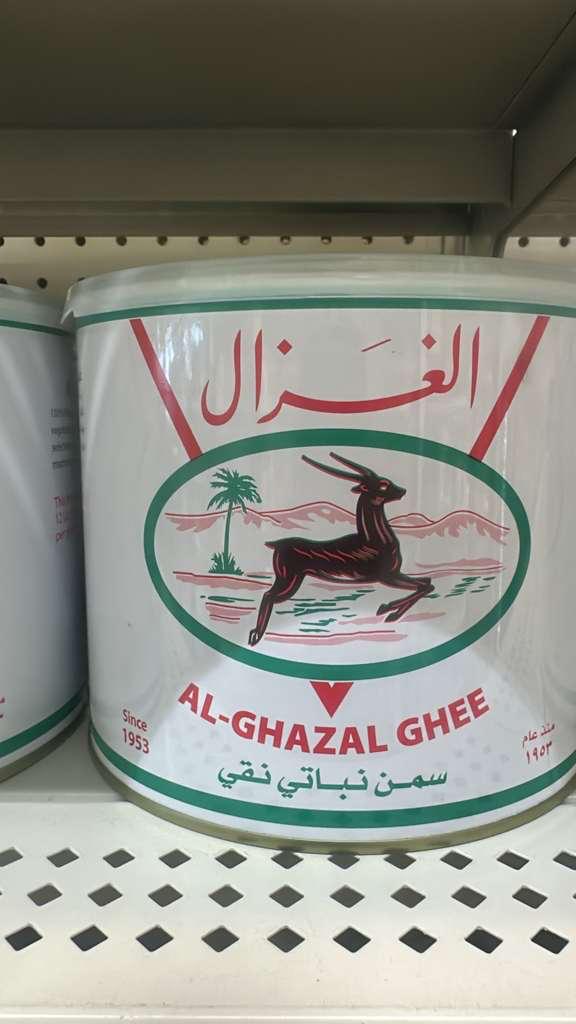 الغزال
AL-GHAZAL GHEE
سمن نباتي نقي
Since
1953
منذ عام
١٩٥٣